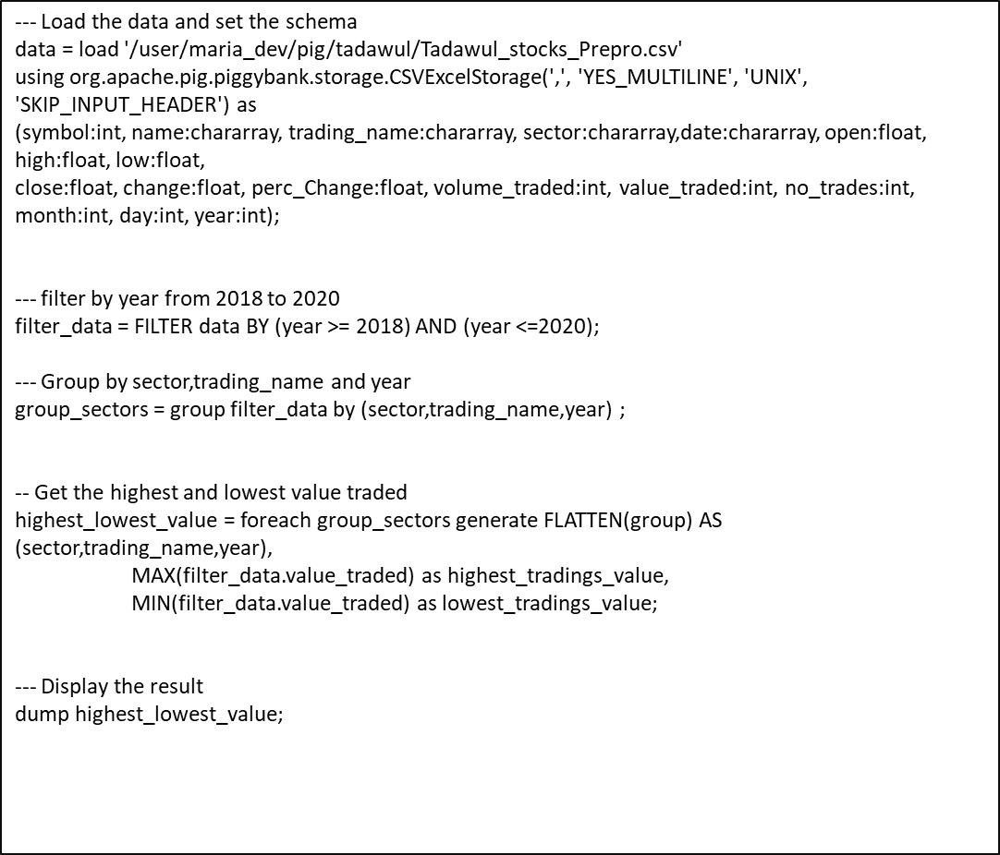 --- Load the data and set the schema
data = load '/user/maria_dev/pig/tadawul/Tadawul_stocks_Prepro.csv'
using org.apache.pig.piggybank.storage.CSVExcelStorage(',', 'YES_MULTILINE', 'UNIX',
'SKIP_INPUT_HEADER') as
(symbol:int, name:chararray, trading_name:chararray, sector:chararray,date:chararray, open:float,
high:float, low:float,
close:float, change:float, perc_Change:float, volume_traded:int, value_traded:int, no_trades:int,
month:int, day:int, year:int);
--- filter by year from 2018 to 2020
filter_data = FILTER data BY (year >= 2018) AND (year <=2020);
--- Group by sector,trading_name and year
group_sectors = group filter_data by (sector,trading_name,year) ;
-- Get the highest and lowest value traded
highest_lowest_value = foreach group_sectors generate FLATTEN(group) AS
(sector,trading_name,year),
MAX(filter_data.value_traded) as highest_tradings_value,
MIN(filter_data.value_traded) as lowest_tradings_value;
--- Display the result
dump highest_lowest_value;